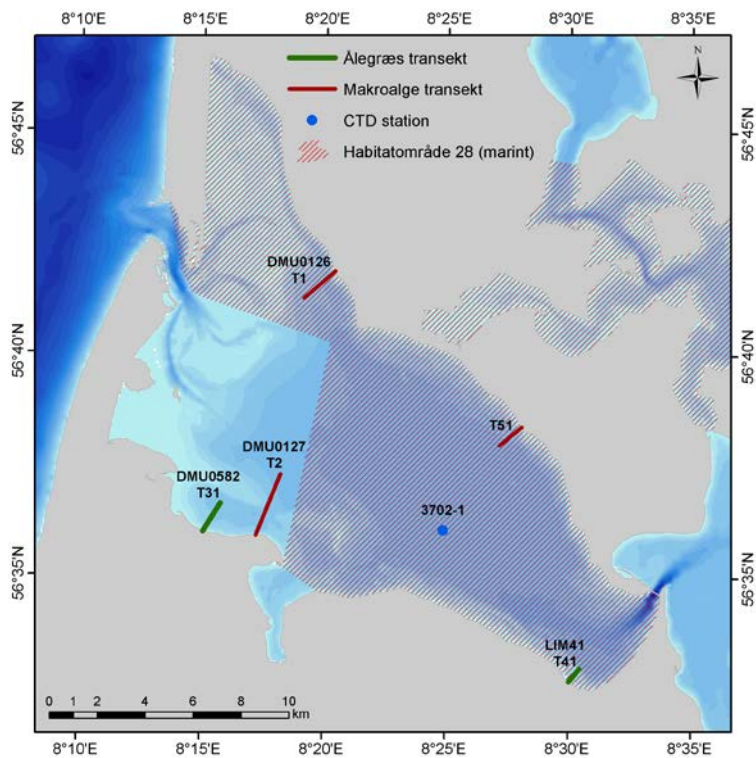 8°10'E 8°15'E 8°20'E 8°25'E 8°30'E 8°35'E
N
Ålegræs transekt
Makroalge transekt
CTD station
Habitatområde 28 (marint)
56°45'N
56°45'N
DMU0126
T1
56°40'N
56°40'N
T51
DMU0127
T2
DMU0582
T31
3702-1
56°35'N
56°35'N
LIM41
T41
0 1 2 4 6 8 10
km
8°10'E 8°15'E 8°20'E 8°25'E 8°30'E 8°35'E